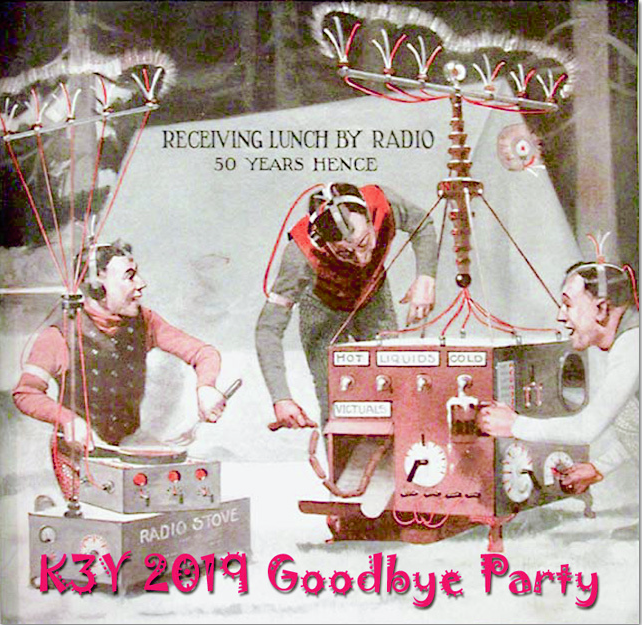 RECEIVING LUNCH BY RADIO
50 YEARS HENCE
HOT LIQUIDS COLD
VICTUALS
RADIO STOVE
K3Y 2019 Goodbye Party